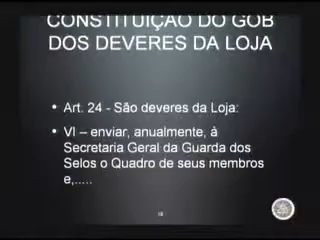 CONSTITUIÇÃO DO GOB
DOS DEVERES DA LOJA
• Art. 24 - São deveres da Loja:
• VI – enviar, anualmente, à
Secretaria Geral da Guarda dos
Selos o Quadro de seus membros
e,.....